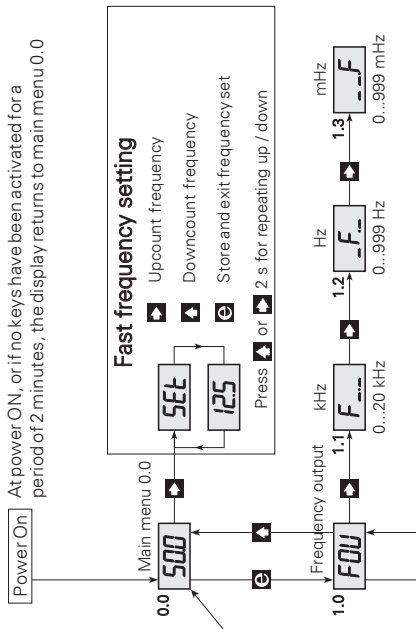 Power On
At power ON, or if no keys have been activated for a
period of 2 minutes, the display returns to main menu 0.0
Main menu 0.0
0.0
50.0
Fast frequency setting
SEt
12.5
Upcount frequency
Downcount frequency
e Store and exit frequency set
Press or 2 s for repeating up / down
e
Frequency output
1.0
FOU
kHz
1.1
F _._
0...20 kHz
Hz
1.2
_F._
0...999 Hz
mHz
1.3
_ _.F
0...999 mHz